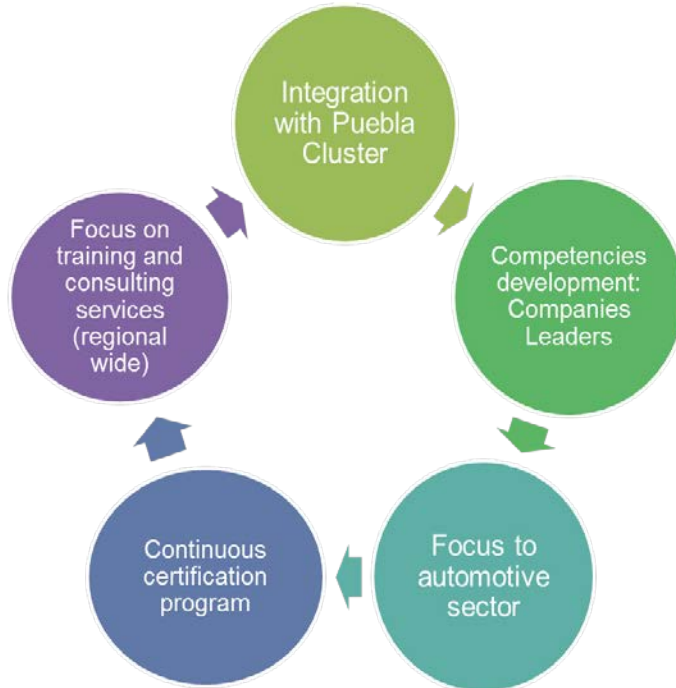 Integration
with Puebla
Cluster
Competencies
development:
Companies
Leaders
Focus to
automotive
sector
Continuous
certification
program
Focus on
training and
consulting
services
(regional
wide)